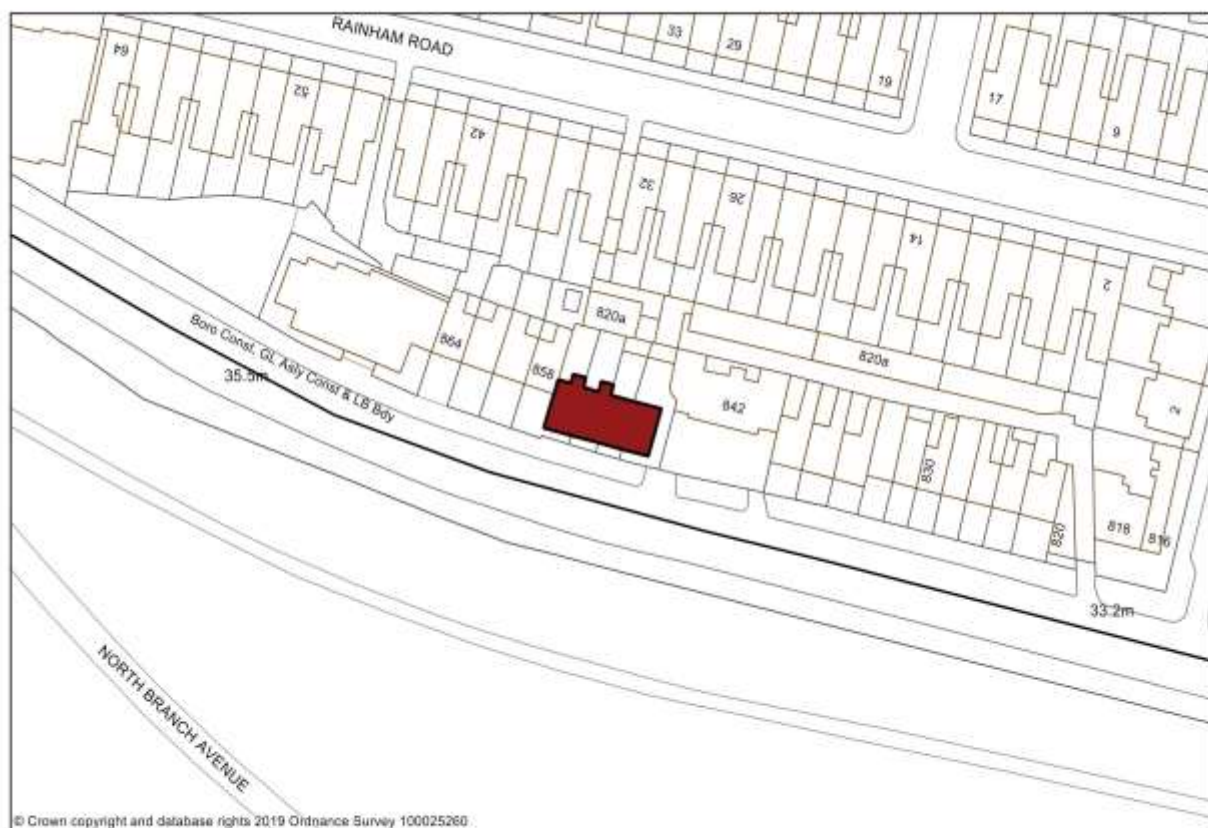 RAINHAM ROAD
33
29
19
17
9
64
52
42
32
26
14
2
820a
820a
864
858
842
2
830
820
818
816
Boro Const, GL Asly Const & LB Bdy
35.5m
33.2m
NORTH BRANCH AVENUE
© Crown copyright and database rights 2019 Ordnance Survey 100025260